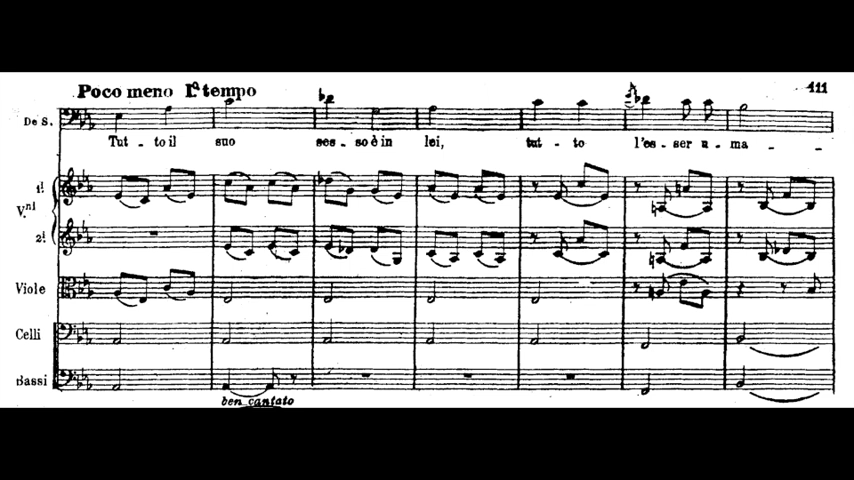 Poco meno I.º tempo 111
De S.
Tut - to il suo ses - so è in lei, tut - to l'es - ser u - ma -
1.i
V.ni
2.i
Viole
Celli
Bassi
ben cantato